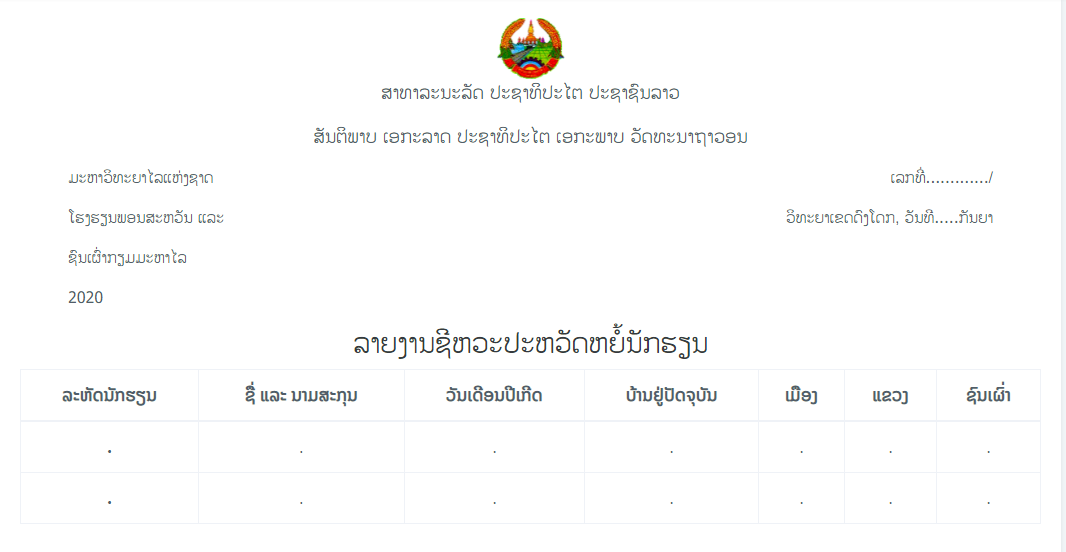 ສາທາລະນະລັດ ປະຊາທິປະໄຕ ປະຊາຊົນລາວ
ສັນຕິພາບ ເອກະລາດ ປະຊາທິປະໄຕ ເອກະພາບ ວັດທະນາຖາວອນ
ມະຫາວິທະຍາໄລແຫ່ງຊາດ ເລກທີ............./
ໂຮງຮຽນພອນສະຫວັນ ແລະ ວິທະຍາເຂດດົງໂດກ, ວັນທີ.....ກັນຍາ
ຊົນເຜົ່າກຽມມະຫາໄລ
2020
ລາຍງານຊີຫວະປະຫວັດຫຍໍ້ນັກຮຽນ
ລະຫັດນັກຮຽນ ຊື່ ແລະ ນາມສະກຸນ ວັນເດືອນປີເກີດ ບ້ານຢູ່ປັດຈຸບັນ ເມືອງ ແຂວງ ຊົນເຜົ່າ
. . . . . . .
. . . . . . .